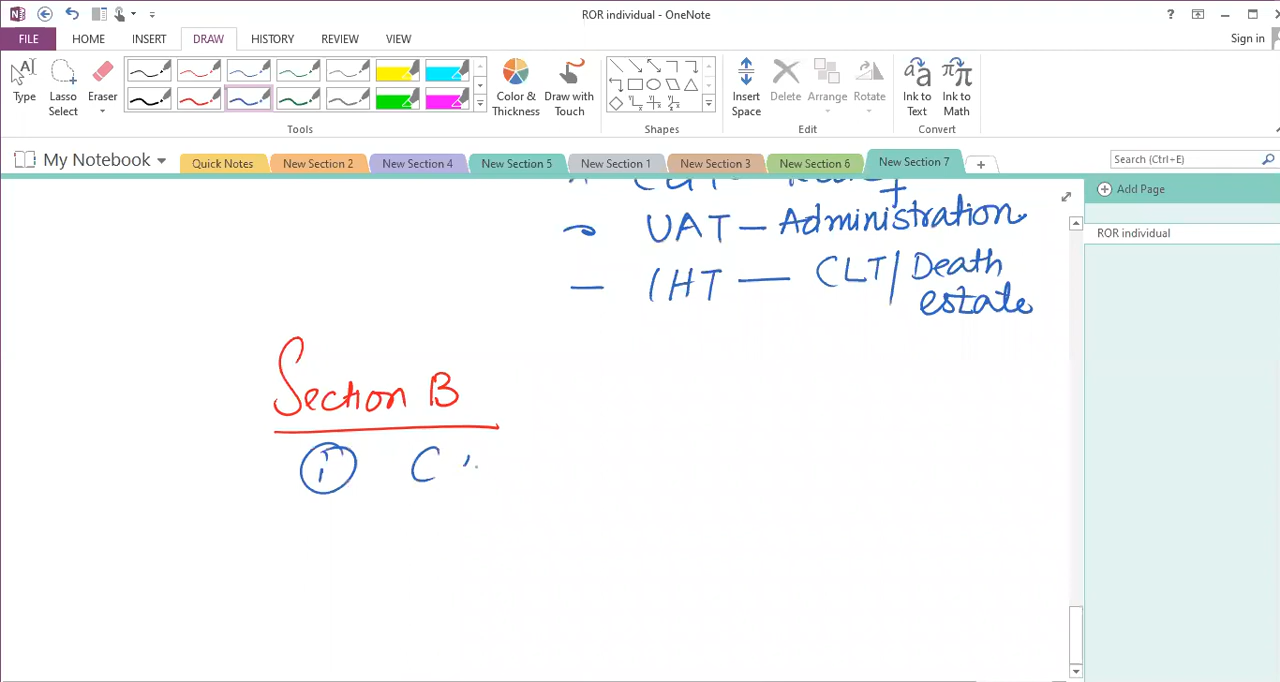 ROR individual - OneNote
? 
Sign in
FILE HOME INSERT DRAW HISTORY REVIEW VIEW
Type Lasso Select Eraser Color & Thickness Draw with Touch Insert Space Delete Arrange Rotate Ink to Text Ink to Math
Tools Shapes Edit Convert
My Notebook Quick Notes New Section 2 New Section 4 New Section 5 New Section 1 New Section 3 New Section 6 New Section 7 Search (Ctrl+E)
Add Page
ROR individual
UAT - Administration
- IHT - CLT/Death
estate
Section B
C